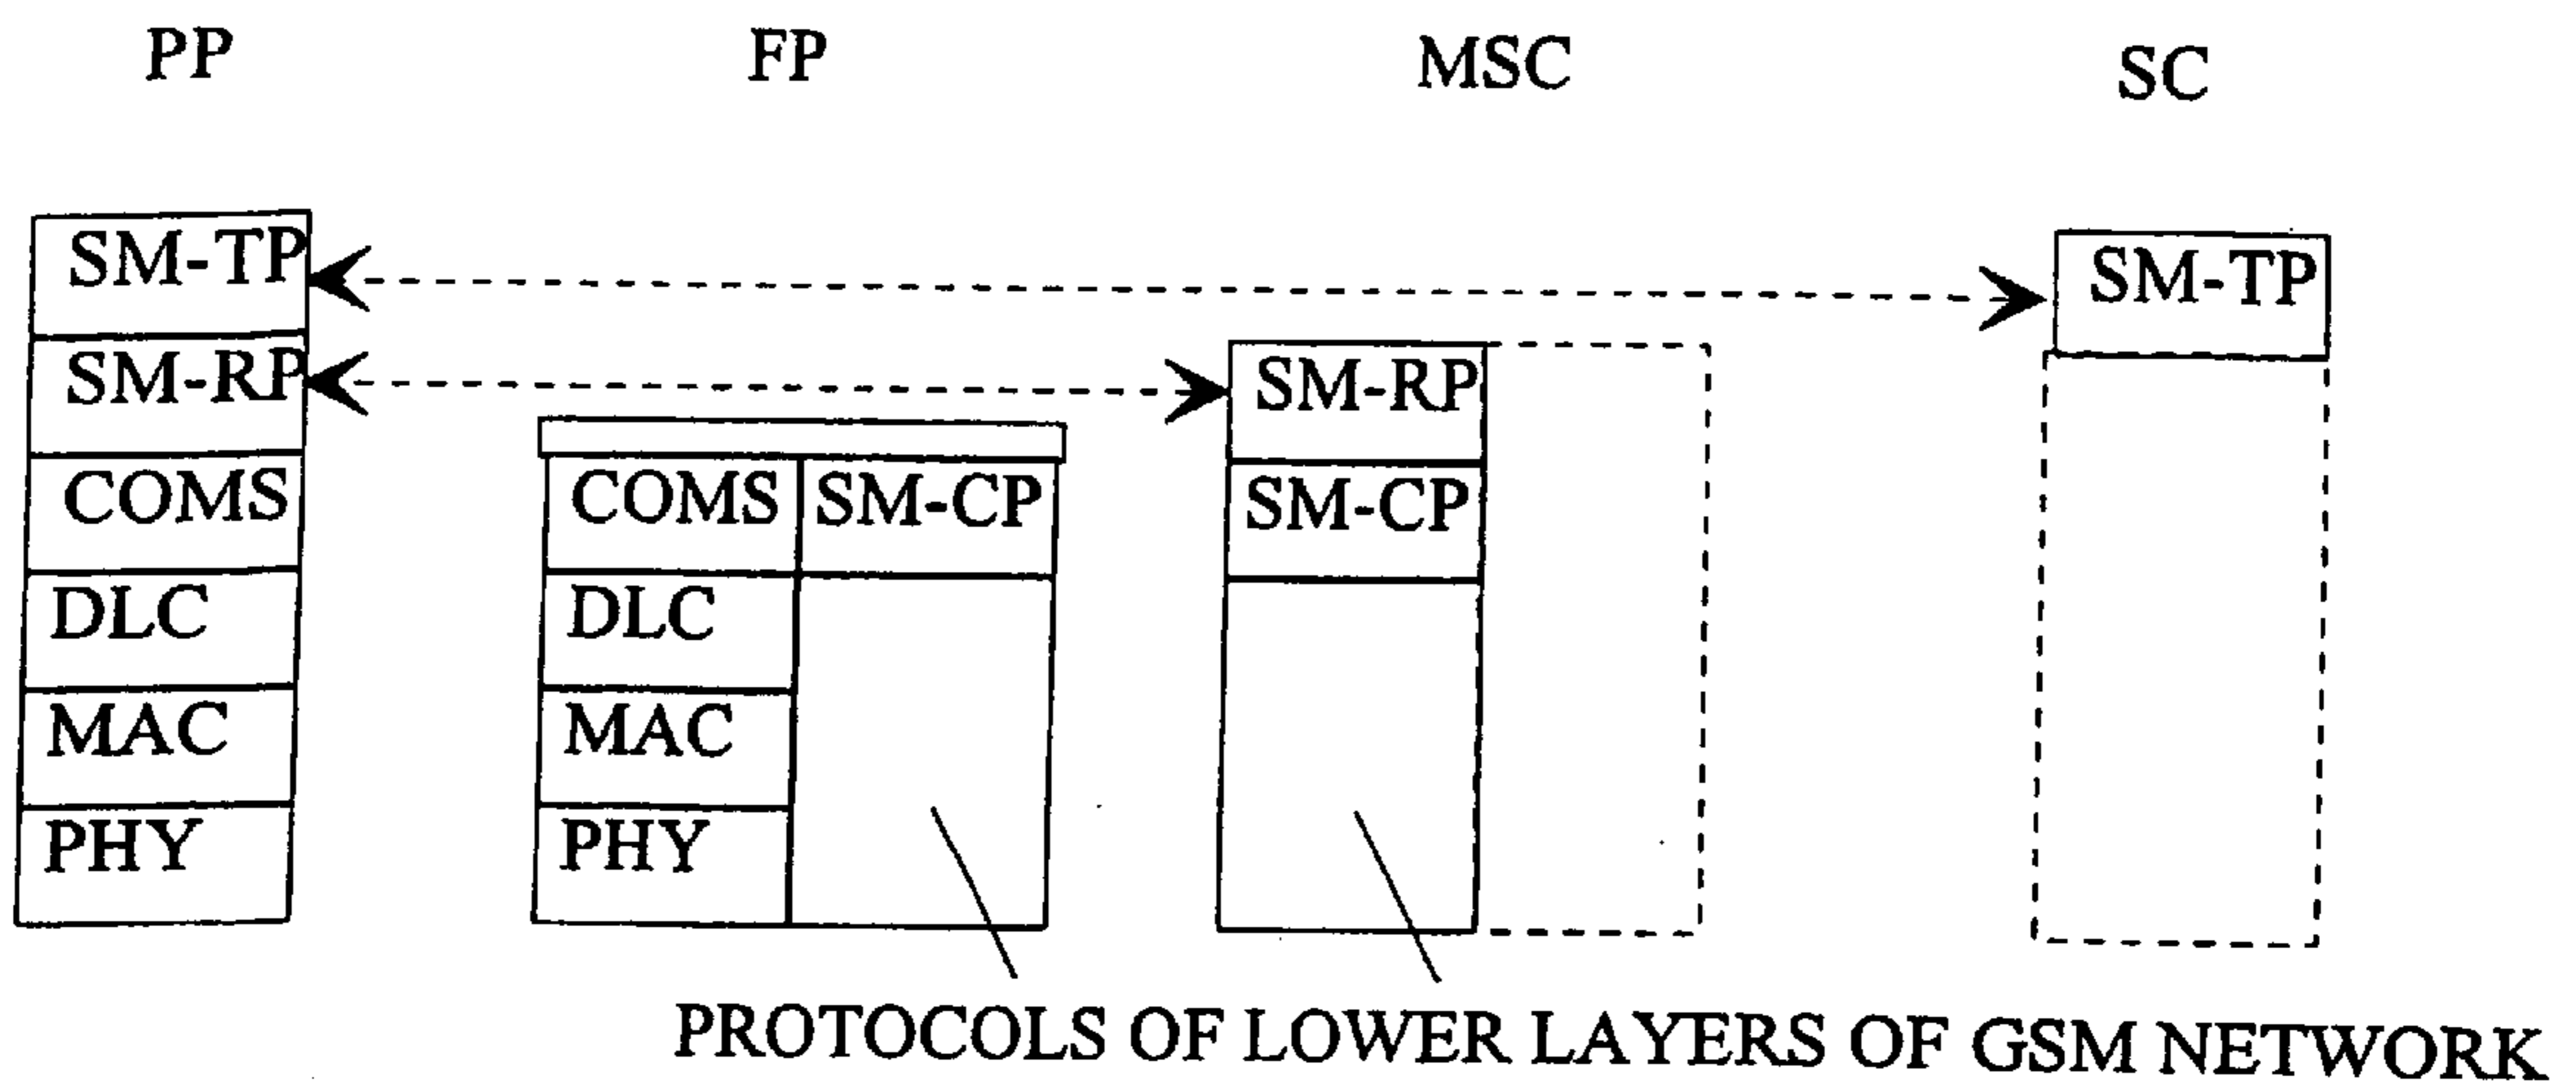 PP
FP
MSC
SC
SM-TP
SM-RP
COMS
DLC
MAC
PHY
COMS
SM-CP
DLC
MAC
PHY
SM-RP
SM-CP
SM-TP
PROTOCOLS OF LOWER LAYERS OF GSM NETWORK